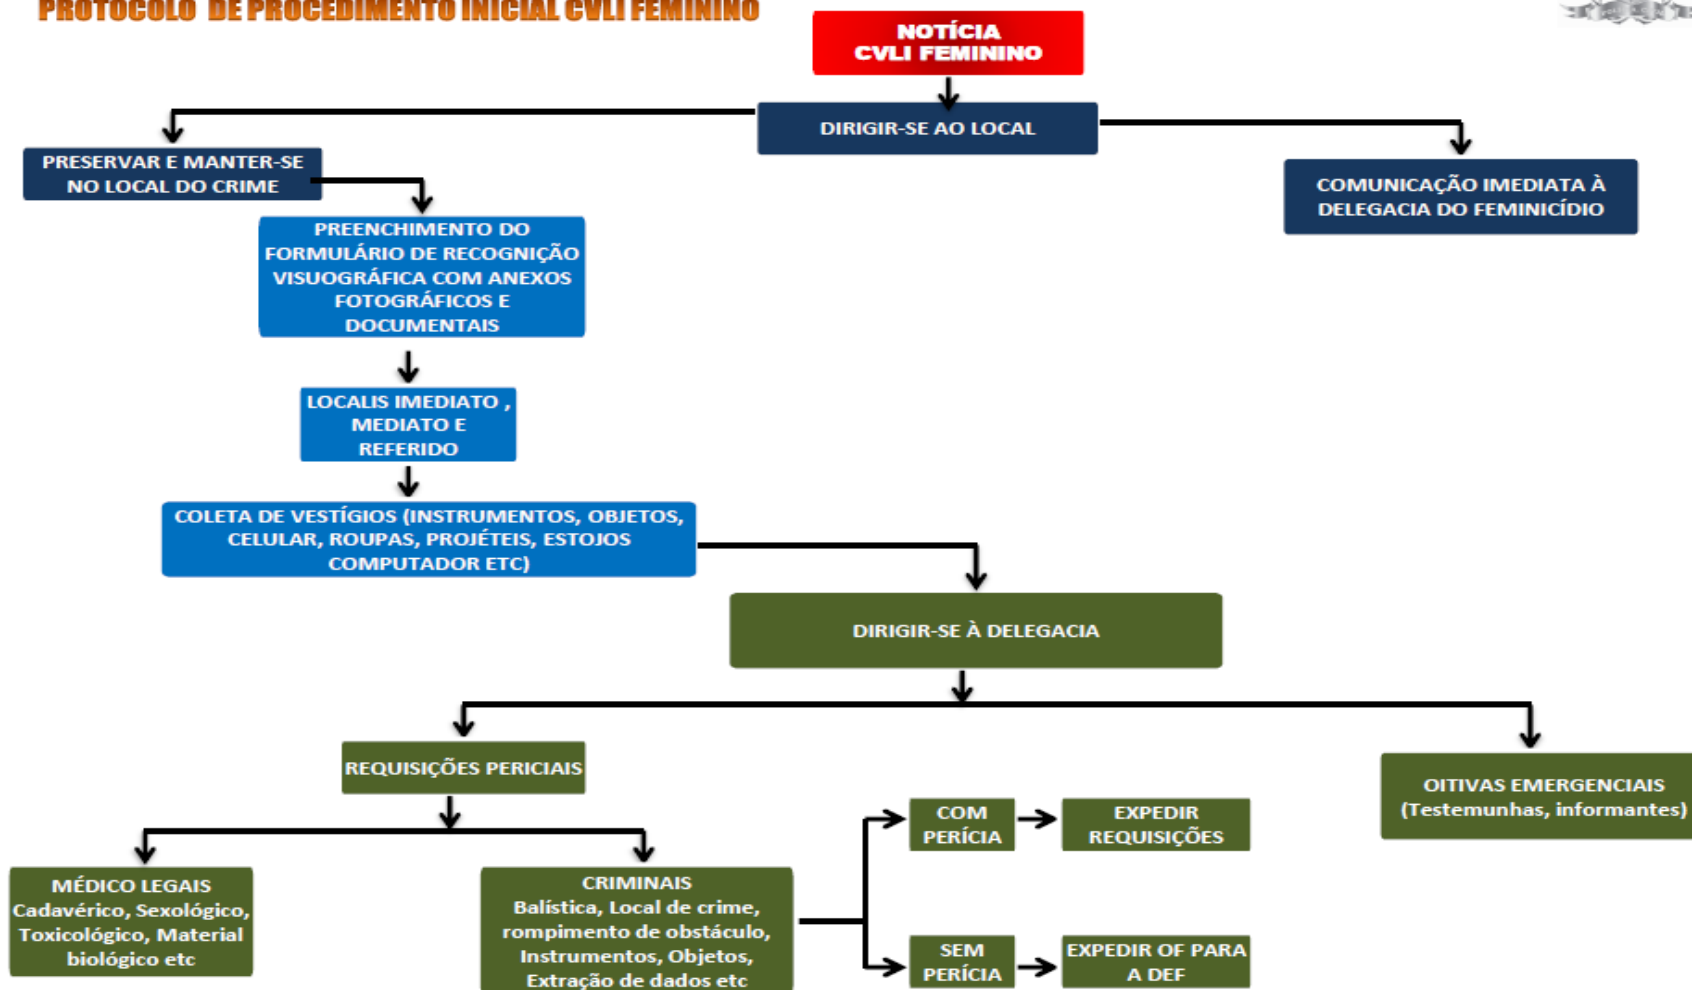 PROTOCOLO DE PROCEDIMENTO INICIAL CVLI FEMININO
NOTÍCIA
CVLI FEMININO
DIRIGIR-SE AO LOCAL
PRESERVAR E MANTER-SE
NO LOCAL DO CRIME
COMUNICAÇÃO IMEDIATA À
DELEGACIA DO FEMINICÍDIO
PREENCHIMENTO DO
FORMULÁRIO DE RECOGNIÇÃO
VISUOGRÁFICA COM ANEXOS
FOTOGRÁFICOS E
DOCUMENTAIS
LOCALIS IMEDIATO ,
MEDIATO E
REFERIDO
COLETA DE VESTÍGIOS (INSTRUMENTOS, OBJETOS,
CELULAR, ROUPAS, PROJÉTEIS, ESTOJOS
COMPUTADOR ETC)
DIRIGIR-SE À DELEGACIA
REQUISIÇÕES PERICIAIS
OITIVAS EMERGENCIAIS
(Testemunhas, informantes)
MÉDICO LEGAIS
Cadavérico, Sexológico,
Toxicológico, Material
biológico etc
CRIMINAIS
Balística, Local de crime,
rompimento de obstáculo,
Instrumentos, Objetos,
Extração de dados etc
COM
PERÍCIA
EXPEDIR
REQUISIÇÕES
SEM
PERÍCIA
EXPEDIR OF PARA
A DEF